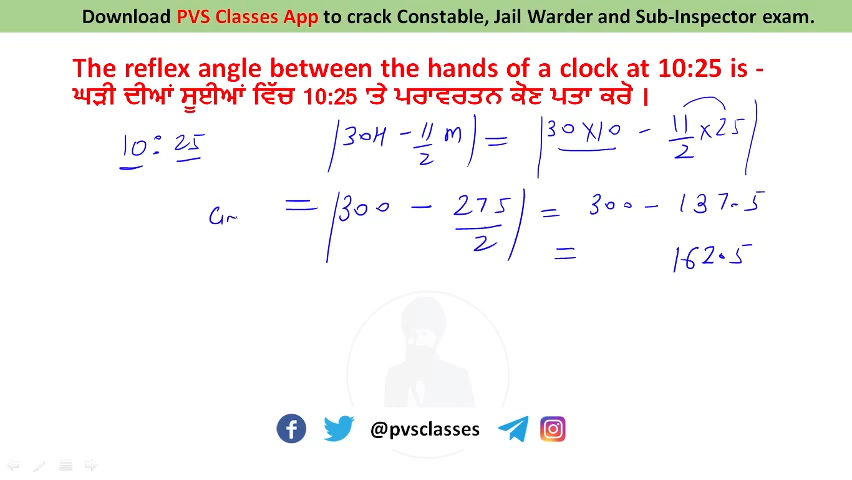 Download PVS Classes App to crack Constable, Jail Warder and Sub-Inspector exam.
The reflex angle between the hands of a clock at 10:25 is -
ਘੜੀ ਦੀਆਂ ਸੂਈਆਂ ਵਿੱਚ 10:25 'ਤੇ ਪਰਾਵਰਤਨ ਕੋਣ ਪਤਾ ਕਰੋ ।
10:25 |30H - 11/2 M| = |30×10 - 11/2 ×25|
= |300 - 275/2| = 300 - 137.5
= 162.5
@pvsclasses